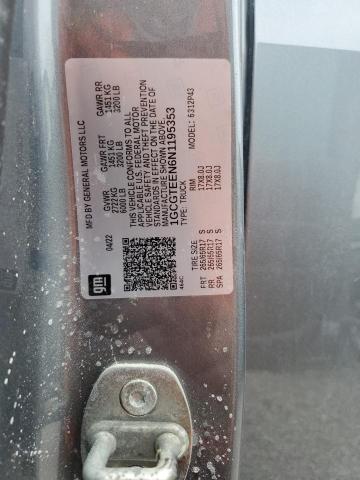 MFD BY GENERAL MOTORS LLC
04/22 GVWR GAWR FRT GAWR RR
2722 KG 1451 KG 1451 KG
6000 LB 3200 LB 3200 LB
gm
THIS VEHICLE CONFORMS TO ALL
APPLICABLE U.S. FEDERAL MOTOR
VEHICLE SAFETY AND THEFT PREVENTION
STANDARDS IN EFFECT ON THE DATE OF
MANUFACTURE SHOWN ABOVE.
1GCGTEEN6N1195353
TYPE: TRUCK MODEL: 6312P43
TIRE SIZE RIM
FRT 265/65R17 S 17X8.0J
RR 265/65R17 S 17X8.0J
SPA 265/65R17 S 17X8.0J